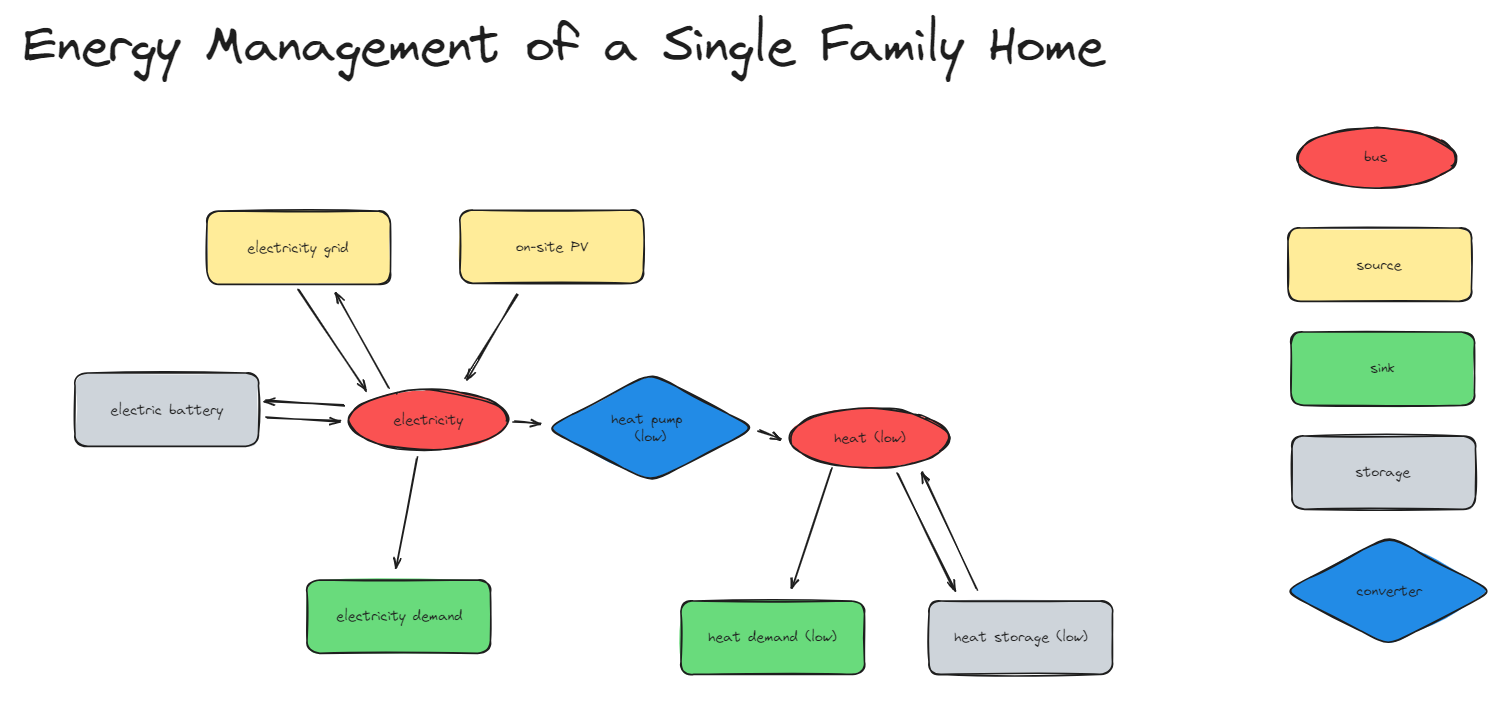 Energy Management of a Single Family Home
bus
electricity grid
on-site PV
source
sink
electric battery
electricity
heat pump
(low)
heat (low)
storage
converter
electricity demand
heat demand (low)
heat storage (low)